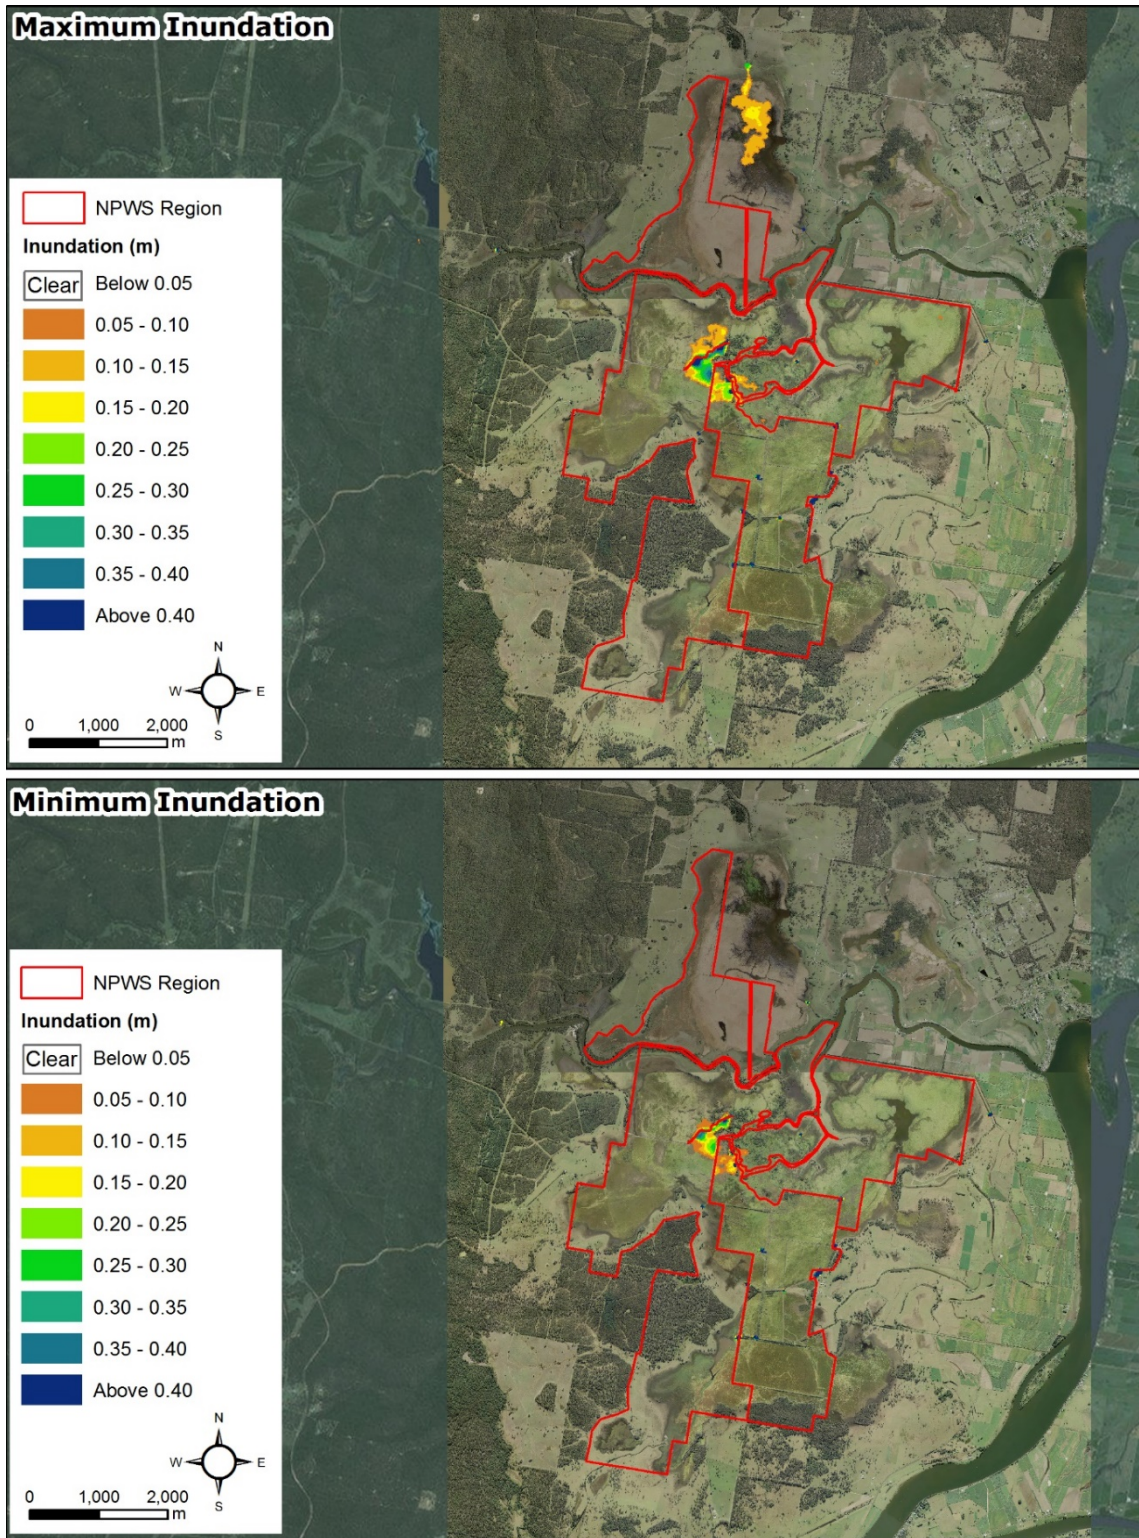 Maximum Inundation
NPWS Region
Inundation (m)
Clear Below 0.05
0.05 - 0.10
0.10 - 0.15
0.15 - 0.20
0.20 - 0.25
0.25 - 0.30
0.30 - 0.35
0.35 - 0.40
Above 0.40
N
W E
S
0 1,000 2,000
m
Minimum Inundation
NPWS Region
Inundation (m)
Clear Below 0.05
0.05 - 0.10
0.10 - 0.15
0.15 - 0.20
0.20 - 0.25
0.25 - 0.30
0.30 - 0.35
0.35 - 0.40
Above 0.40
N
W E
S
0 1,000 2,000
m